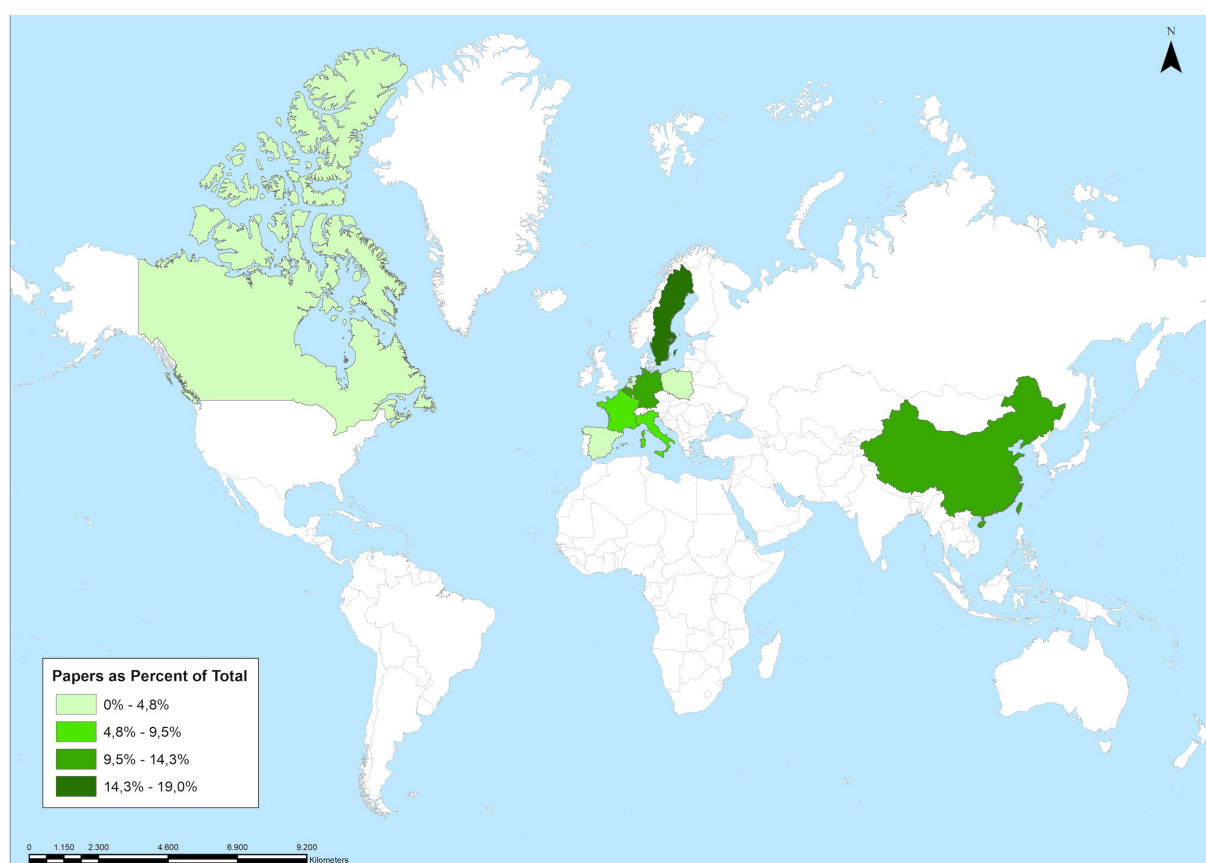 N
Papers as Percent of Total
0% - 4,8%
4,8% - 9,5%
9,5% - 14,3%
14,3% - 19,0%
0 1.150 2.300 4.600 6.900 9.200
Kilometers